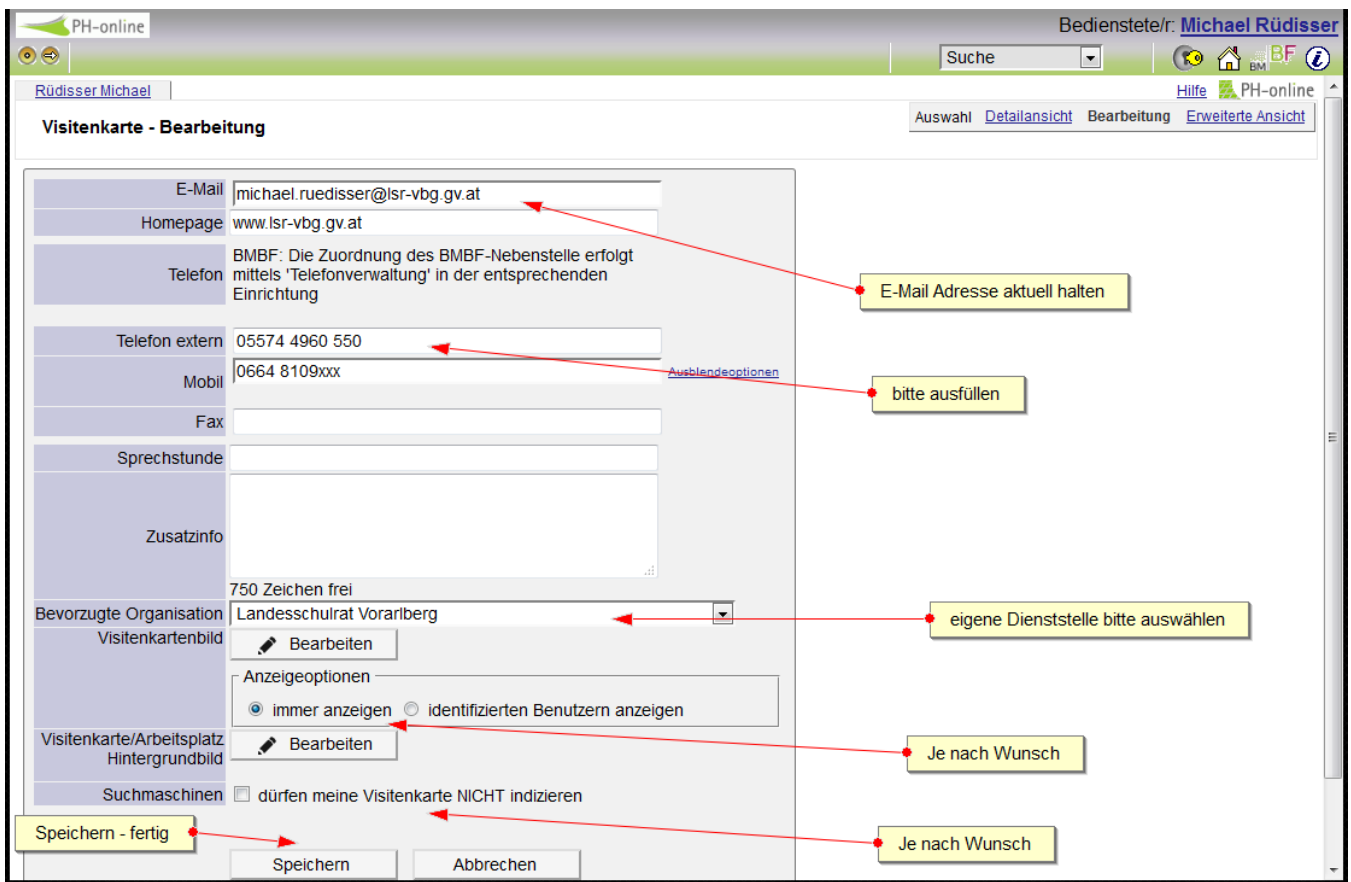 PH-online
Bedienstete/r: Michael Rüdisser
Suche
BM BF
Rüdisser Michael
Hilfe PH-online
Visitenkarte - Bearbeitung
Auswahl Detailansicht Bearbeitung Erweiterte Ansicht
E-Mail michael.ruedisser@lsr-vbg.gv.at
Homepage www.lsr-vbg.gv.at
Telefon BMBF: Die Zuordnung des BMBF-Nebenstelle erfolgt
mittels 'Telefonverwaltung' in der entsprechenden
Einrichtung
E-Mail Adresse aktuell halten
Telefon extern 05574 4960 550
Mobil 0664 8109xxx Ausblendeoptionen
bitte ausfüllen
Fax
Sprechstunde
Zusatzinfo
750 Zeichen frei
Bevorzugte Organisation Landesschulrat Vorarlberg
eigene Dienststelle bitte auswählen
Visitenkartenbild Bearbeiten
Anzeigeoptionen
immer anzeigen identifizierten Benutzern anzeigen
Visitenkarte/Arbeitsplatz
Hintergrundbild Bearbeiten
Je nach Wunsch
Suchmaschinen dürfen meine Visitenkarte NICHT indizieren
Speichern - fertig
Je nach Wunsch
Speichern Abbrechen